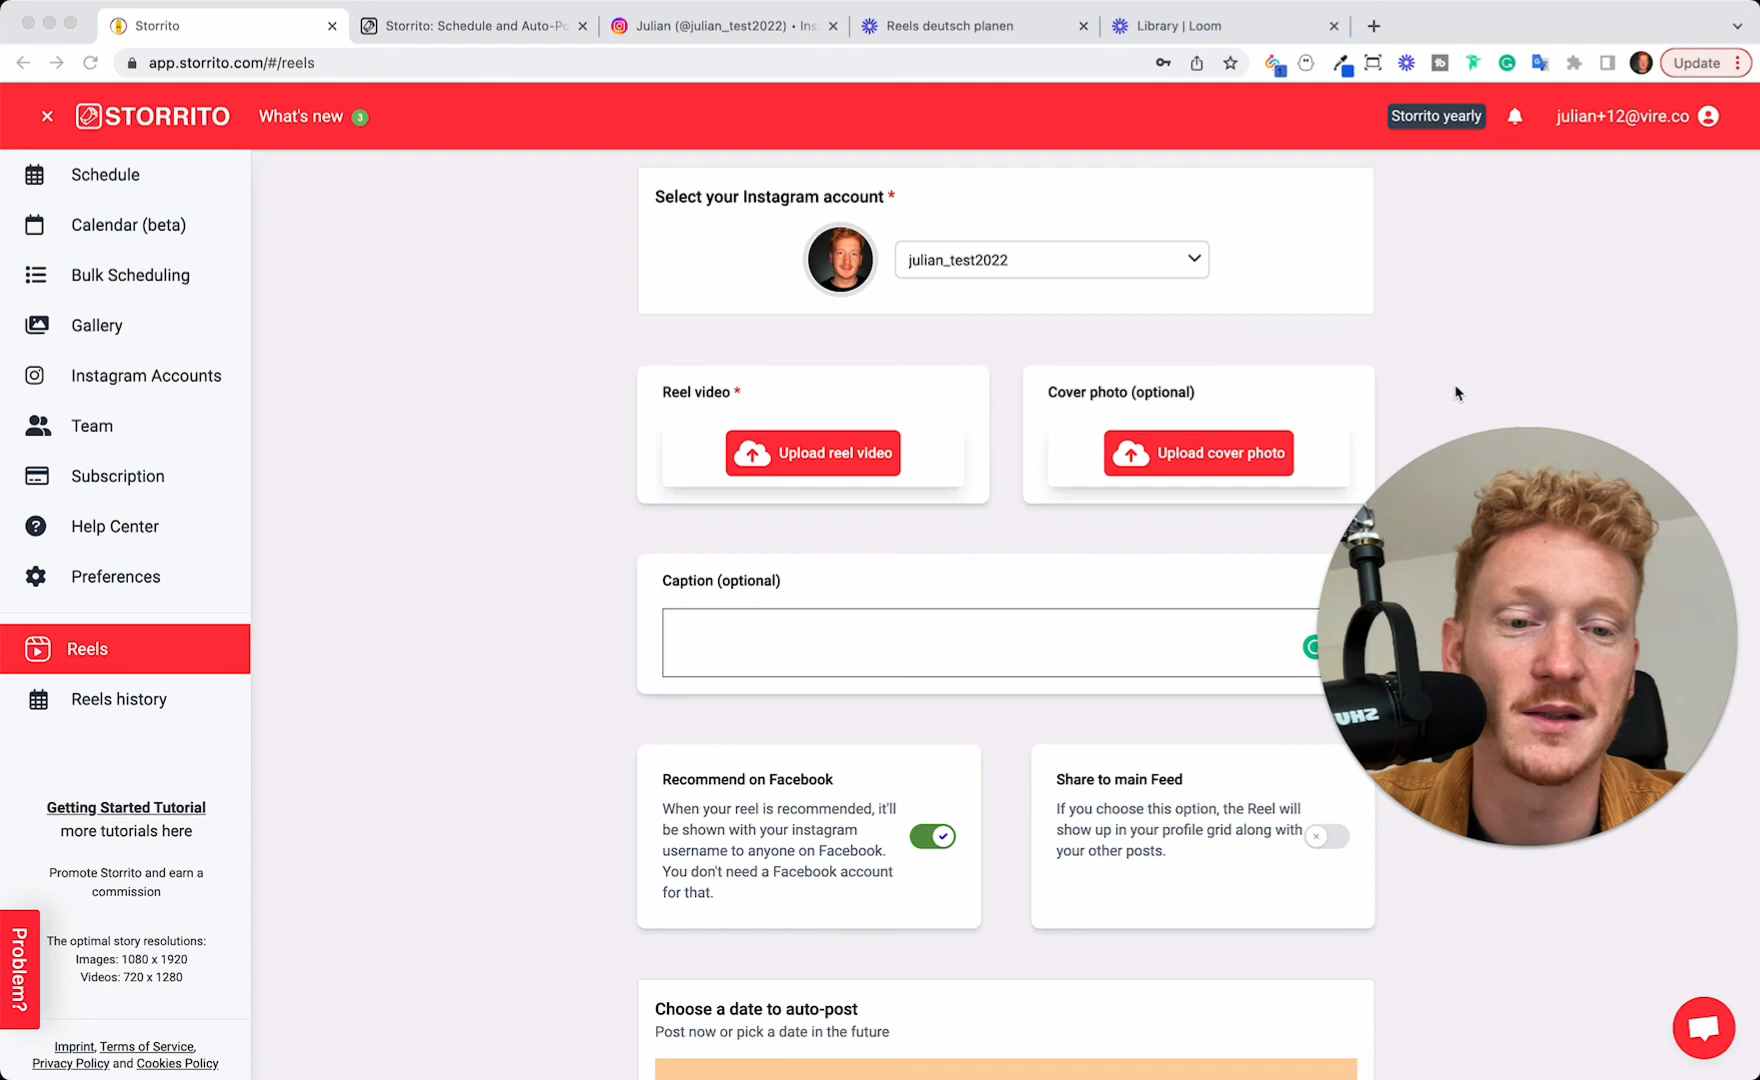 Storrito
Storrito: Schedule and Auto-Po
Julian (@julian_test2022) • Ins
Reels deutsch planen
Library | Loom
app.storrito.com/#/reels
Update
STORRITO
What's new 3
Storrito yearly
julian+12@vire.co
Schedule
Calendar (beta)
Bulk Scheduling
Gallery
Instagram Accounts
Team
Subscription
Help Center
Preferences
Reels
Reels history
Getting Started Tutorial
more tutorials here
Promote Storrito and earn a
commission
The optimal story resolutions:
Images: 1080 x 1920
Videos: 720 x 1280
Imprint, Terms of Service,
Privacy Policy and Cookies Policy
Problem?
Select your Instagram account *
julian_test2022
Reel video *
Upload reel video
Cover photo (optional)
Upload cover photo
Caption (optional)
Recommend on Facebook
When your reel is recommended, it'll
be shown with your instagram
username to anyone on Facebook.
You don't need a Facebook account
for that.
Share to main Feed
If you choose this option, the Reel will
show up in your profile grid along with
your other posts.
Choose a date to auto-post
Post now or pick a date in the future